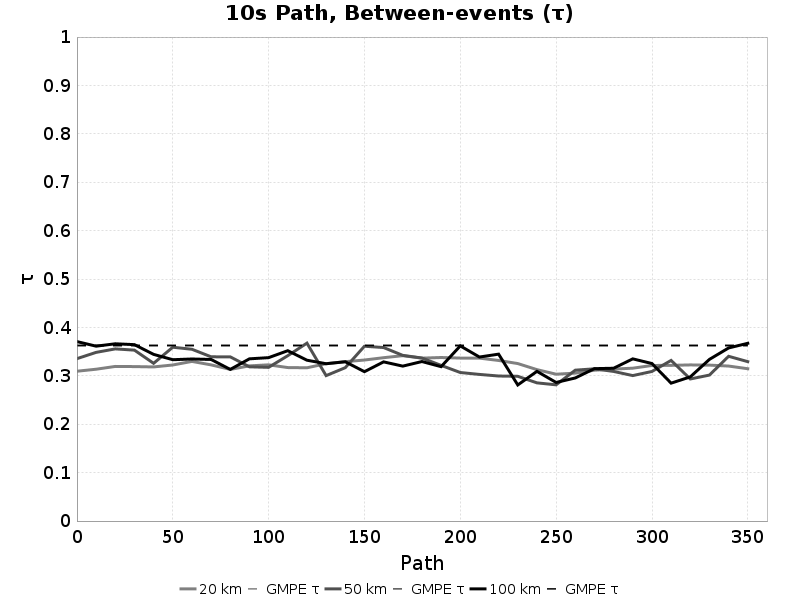 10s Path, Between-events (τ)
1
0.9
0.8
0.7
0.6
0.5
0.4
0.3
0.2
0.1
0
τ
0 50 100 150 200 250 300 350
Path
20 km GMPE τ 50 km GMPE τ 100 km GMPE τ